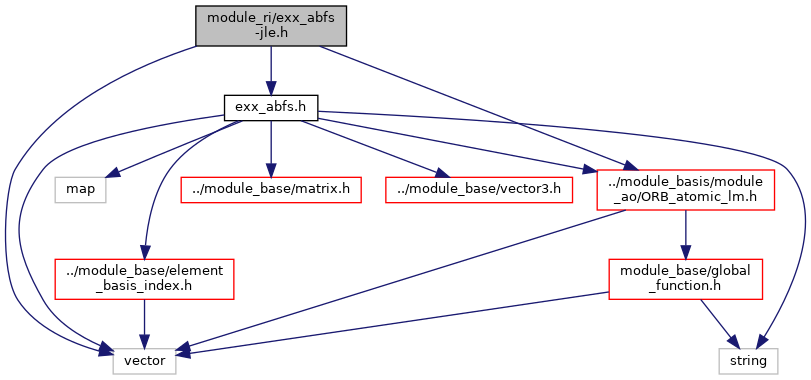 module_ri/exx_abfs
-jle.h
exx_abfs.h
map
../module_base/matrix.h
../module_base/vector3.h
../module_basis/module
_ao/ORB_atomic_lm.h
../module_base/element
_basis_index.h
module_base/global
_function.h
vector
string